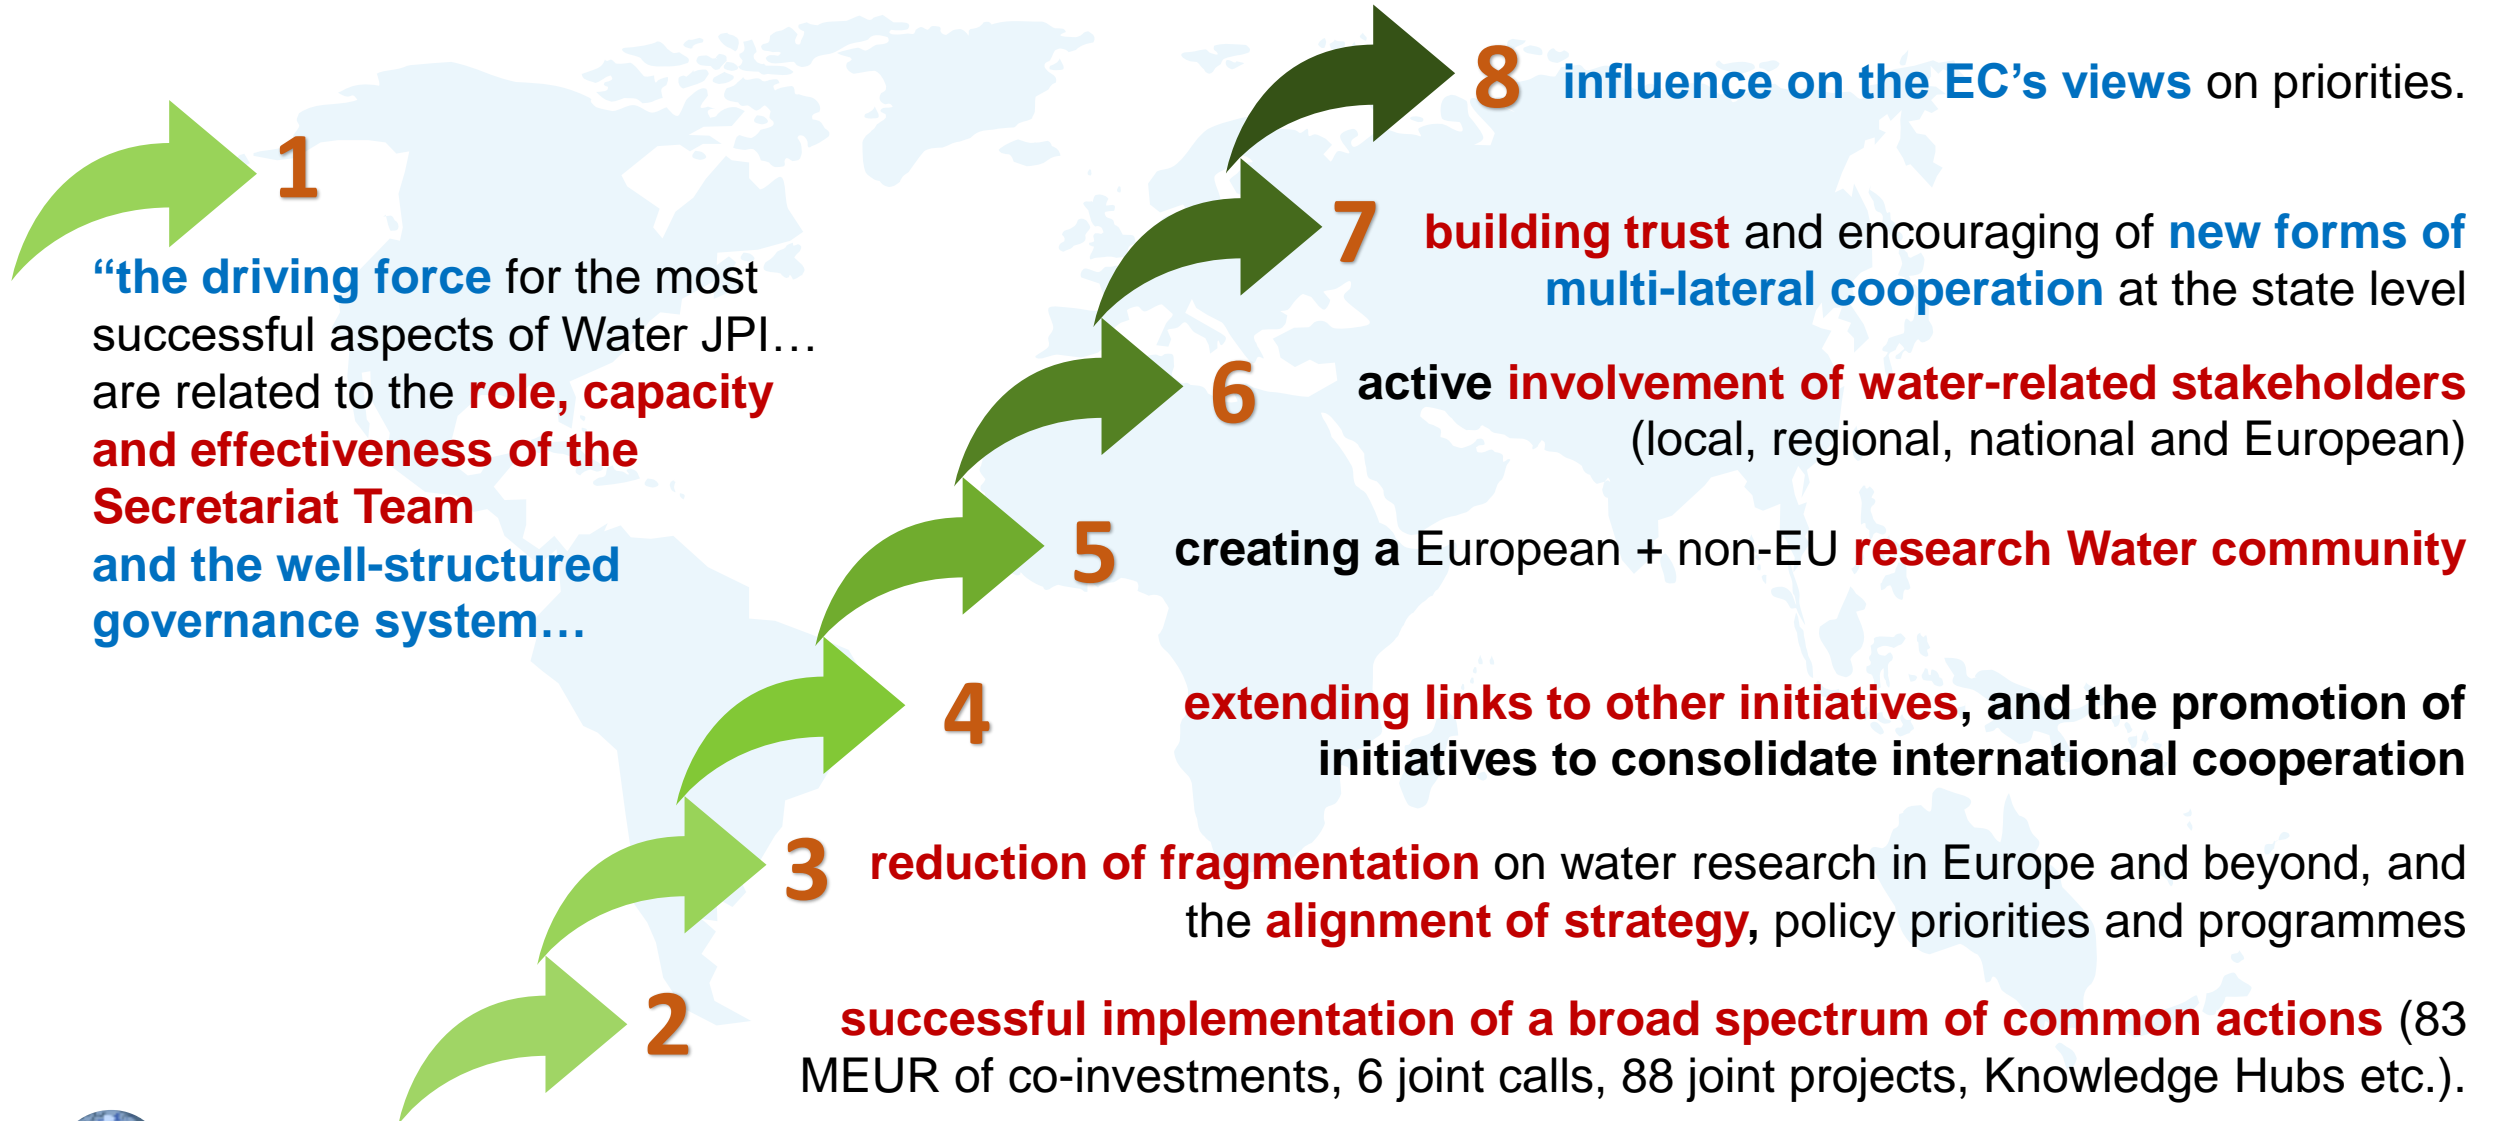 1
“the driving force for the most
successful aspects of Water JPI…
are related to the role, capacity
and effectiveness of the
Secretariat Team
and the well-structured
governance system…
8 influence on the EC’s views on priorities.
7 building trust and encouraging of new forms of
multi-lateral cooperation at the state level
6 active involvement of water-related stakeholders
(local, regional, national and European)
5 creating a European + non-EU research Water community
4 extending links to other initiatives, and the promotion of
initiatives to consolidate international cooperation
3 reduction of fragmentation on water research in Europe and beyond, and
the alignment of strategy, policy priorities and programmes
2 successful implementation of a broad spectrum of common actions (83
MEUR of co-investments, 6 joint calls, 88 joint projects, Knowledge Hubs etc.).